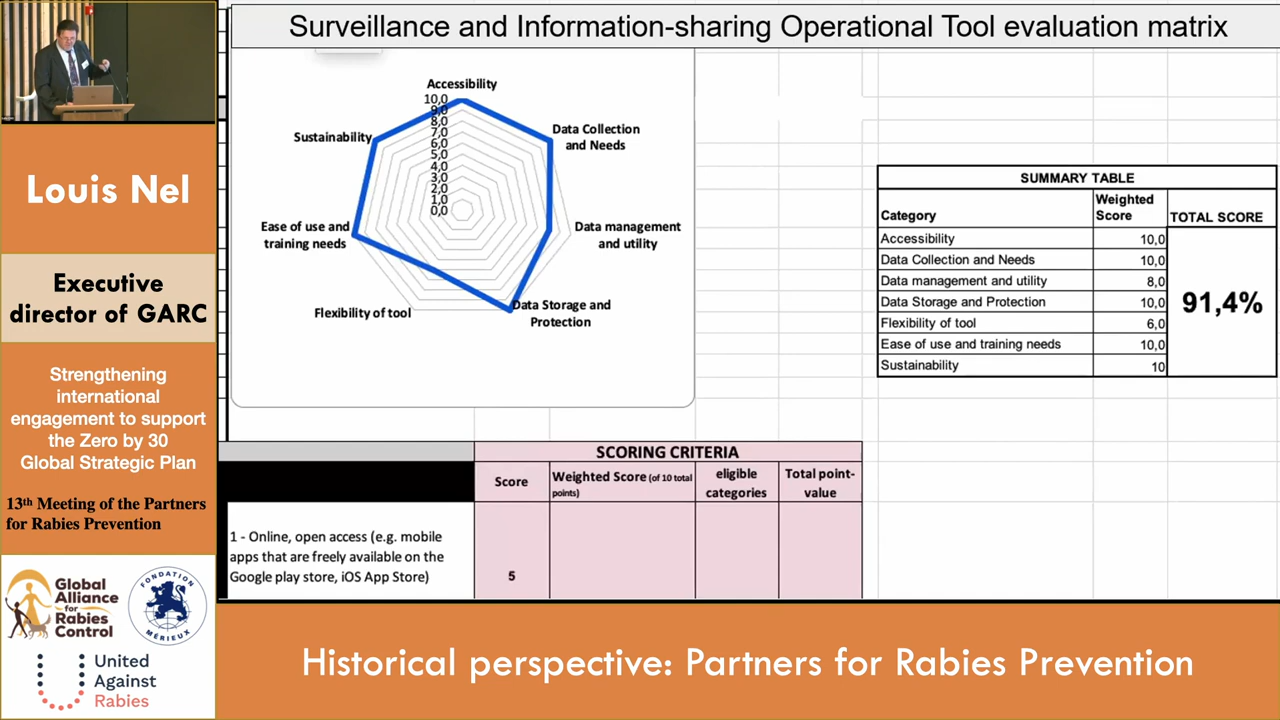 Surveillance and Information-sharing Operational Tool evaluation matrix
Louis Nel
Executive
director of GARC
Strengthening
international
engagement to support
the Zero by 30
Global Strategic Plan
13th Meeting of the Partners
for Rabies Prevention
Global
Alliance
for
Rabies
Control
FONDATION
MÉRIEUX
United
Against
Rabies
Accessibility
10,0
9,0
8,0
7,0
6,0
5,0
4,0
3,0
2,0
1,0
0,0
Data Collection
and Needs
Data management
and utility
Data Storage and
Protection
Flexibility of tool
Ease of use and
training needs
Sustainability
SUMMARY TABLE
Category Weighted Score TOTAL SCORE
Accessibility 10,0
Data Collection and Needs 10,0
Data management and utility 8,0
Data Storage and Protection 10,0
Flexibility of tool 6,0
Ease of use and training needs 10,0
Sustainability 10
91,4%
SCORING CRITERIA
Score Weighted Score (of 10 total points) eligible categories Total point-value
1 - Online, open access (e.g. mobile
apps that are freely available on the
Google play store, iOS App Store) 5
Historical perspective: Partners for Rabies Prevention